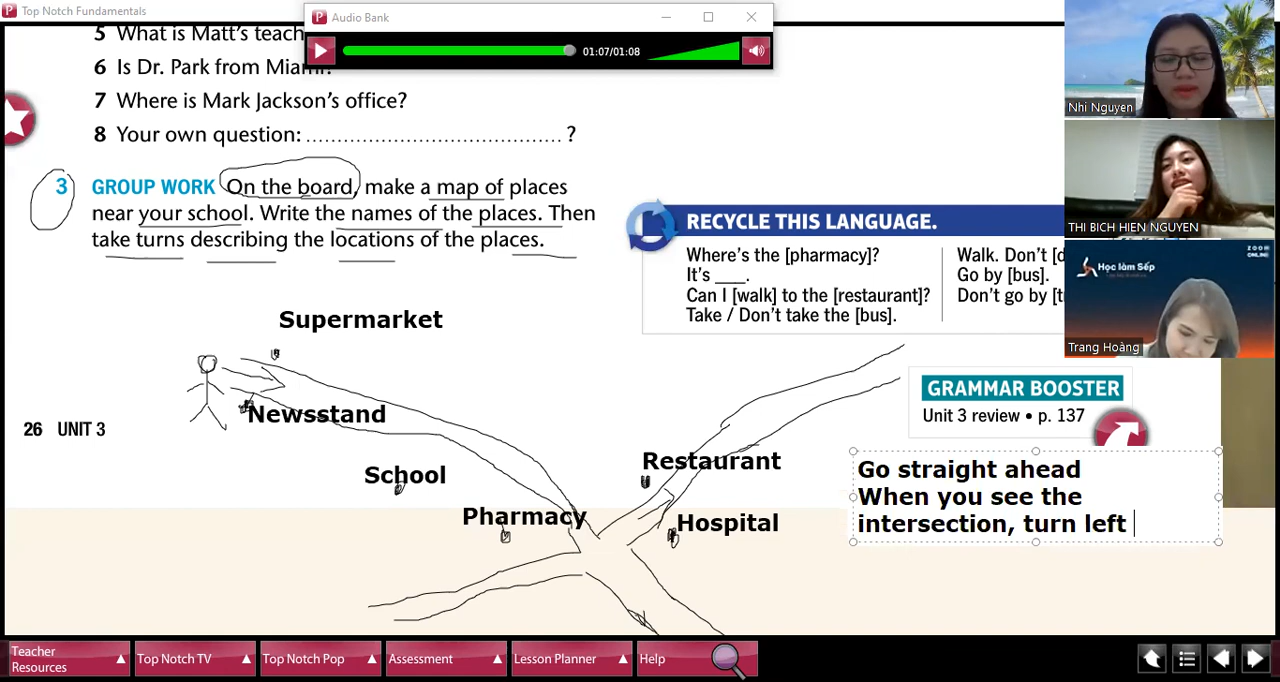 Top Notch Fundamentals
Audio Bank
01:07/01:08
5 What is Matt's teach
6 Is Dr. Park from Miami?
7 Where is Mark Jackson's office?
8 Your own question: ........................................ ?
3 GROUP WORK On the board, make a map of places
near your school. Write the names of the places. Then
take turns describing the locations of the places.
RECYCLE THIS LANGUAGE.
Where's the [pharmacy]?
It's ___.
Can I [walk] to the [restaurant]?
Take / Don't take the [bus].
Walk. Don't [d
Go by [bus].
Don't go by [t
Nhi Nguyen
THI BICH HIEN NGUYEN
ZOOM
ONLINE
Học làm Sếp
Trang Hoàng
Supermarket
Newsstand
School
Pharmacy
Restaurant
Hospital
GRAMMAR BOOSTER
Unit 3 review • p. 137
Go straight ahead
When you see the
intersection, turn left
26 UNIT 3
Teacher
Resources
Top Notch TV
Top Notch Pop
Assessment
Lesson Planner
Help